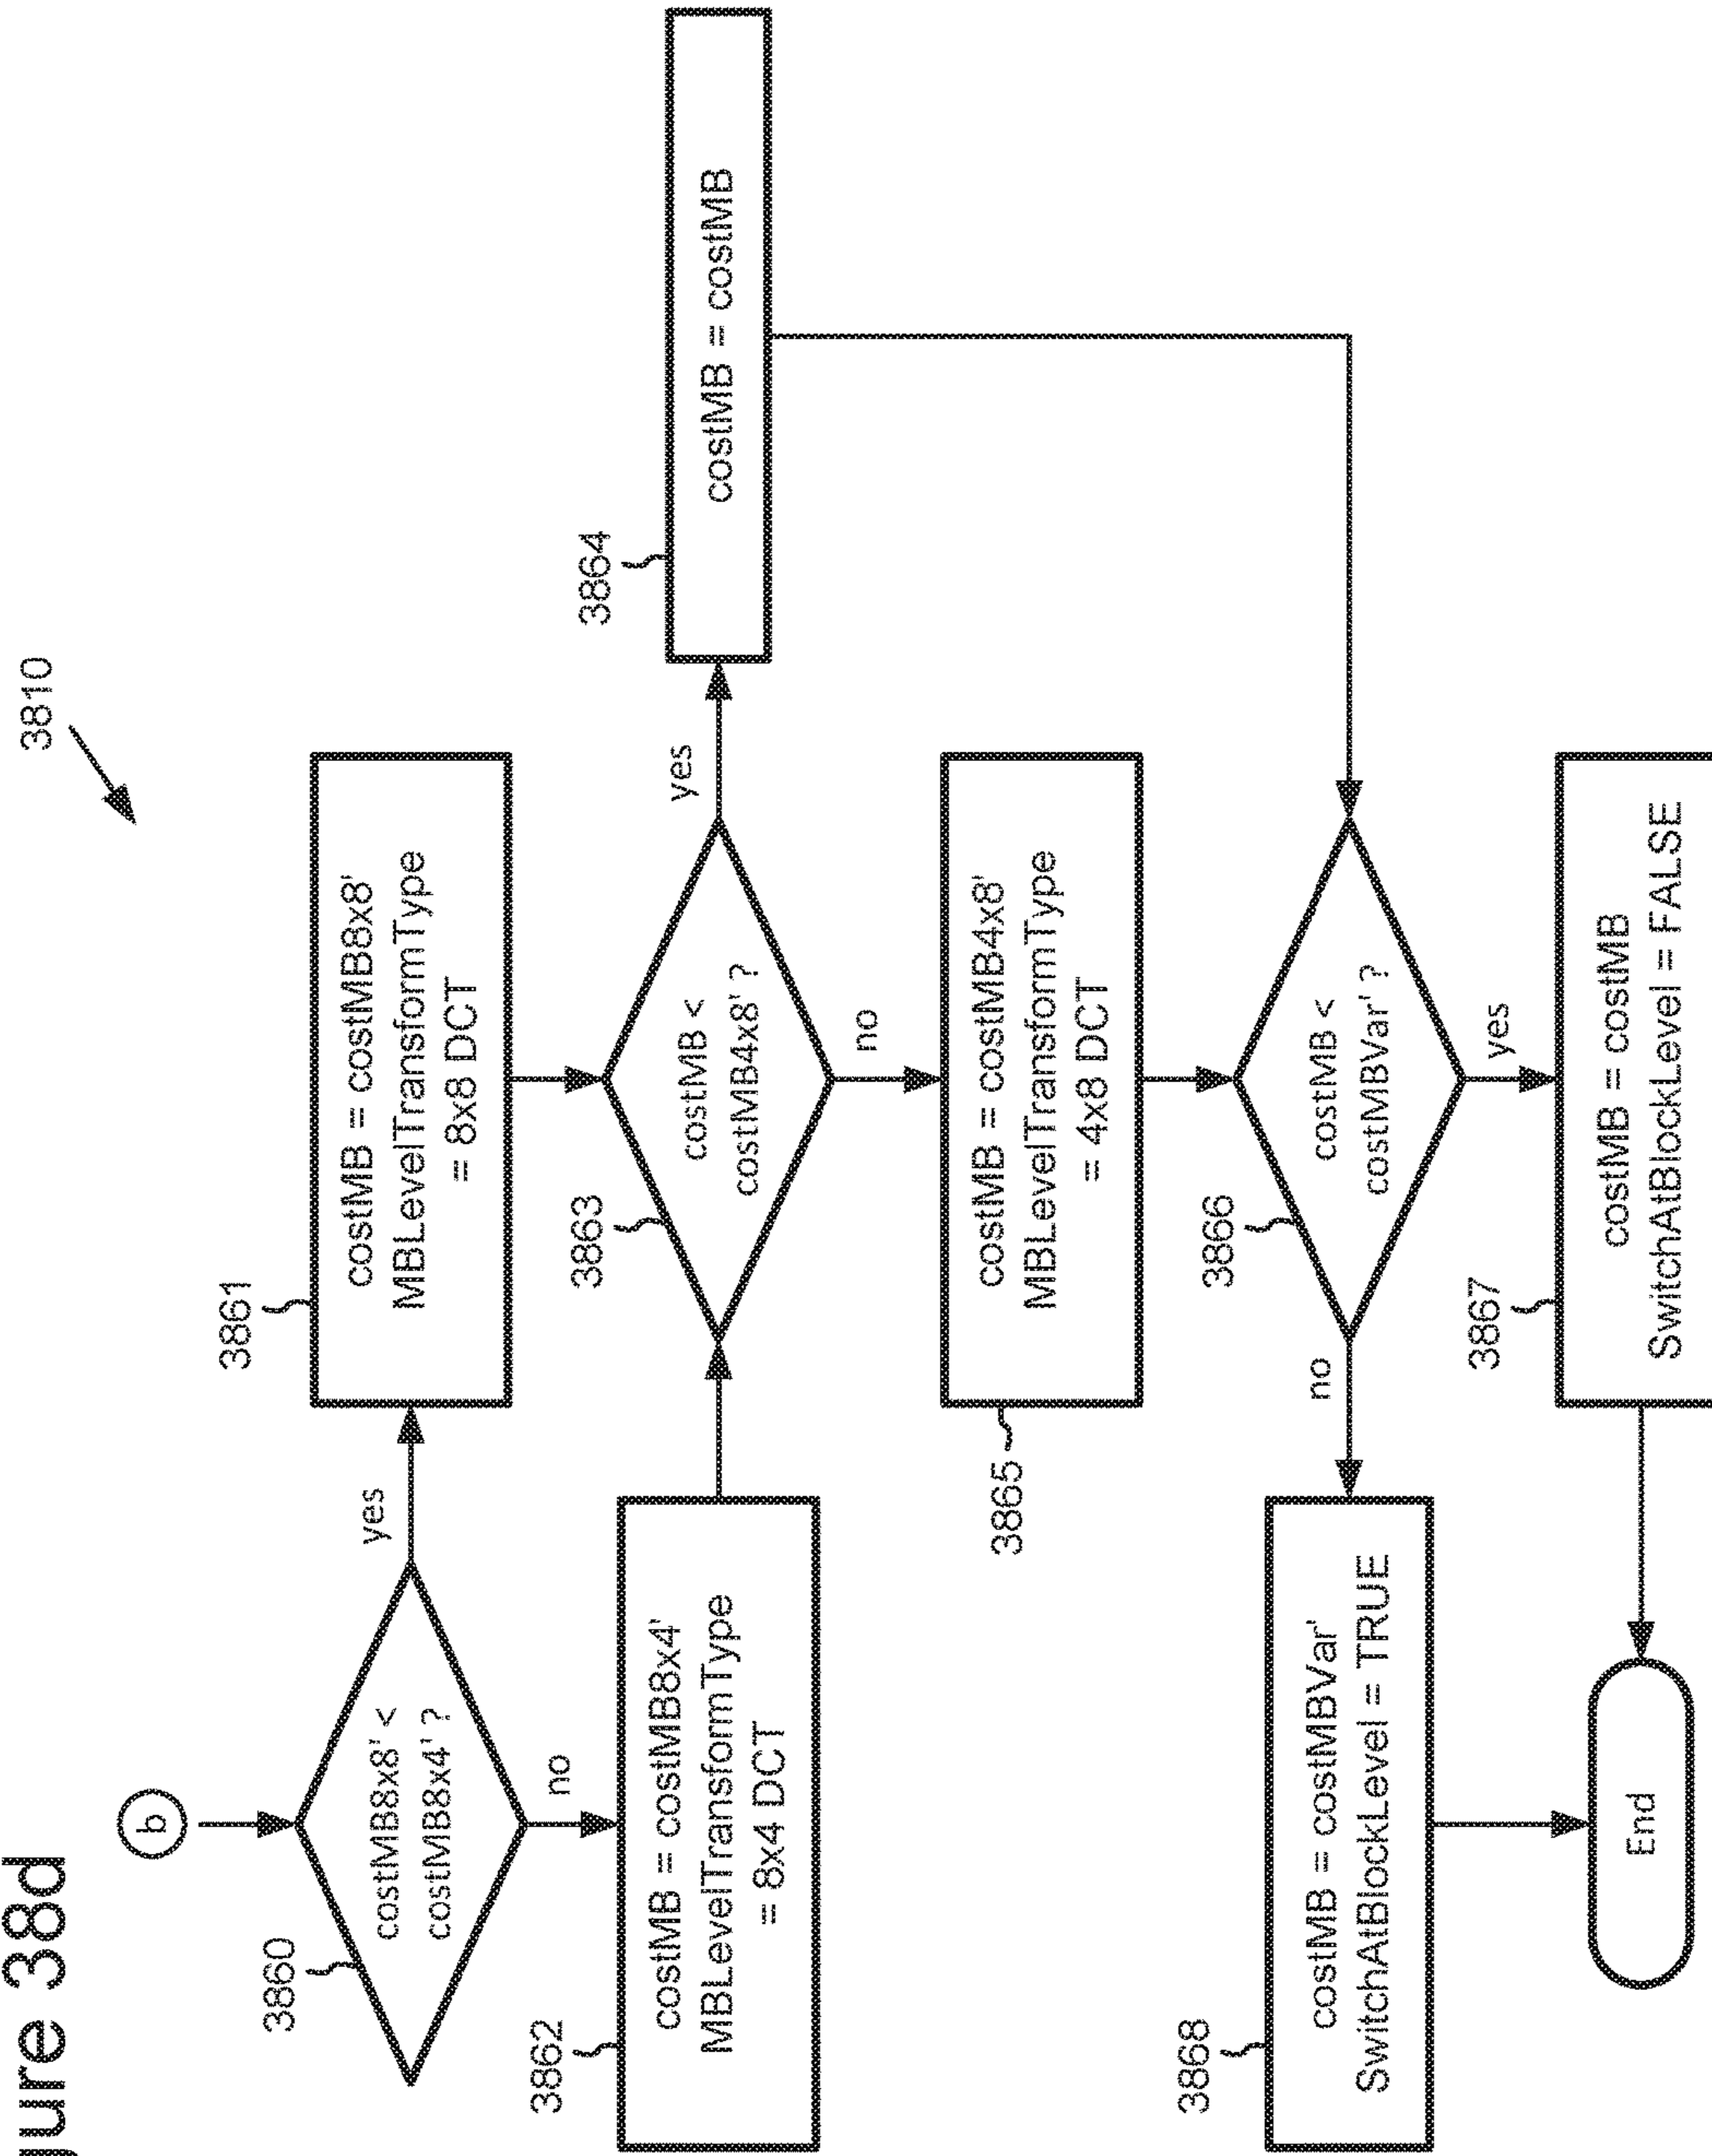 38d
3810
b
3860
costMB8x8' <
costMB8x4' ?
yes
no
3861
costMB = costMB8x8'
MBLevelTransformType
= 8x8 DCT
3862
costMB = costMB8x4'
MBLevelTransformType
= 8x4 DCT
3863
costMB <
costMB4x8' ?
yes
no
3864
costMB = costMB
3865
costMB = costMB4x8'
MBLevelTransformType
= 4x8 DCT
3866
costMB <
costMBVar' ?
no
yes
3868
costMB = costMBVar'
SwitchAtBlockLevel = TRUE
3867
costMB = costMB
SwitchAtBlockLevel = FALSE
End